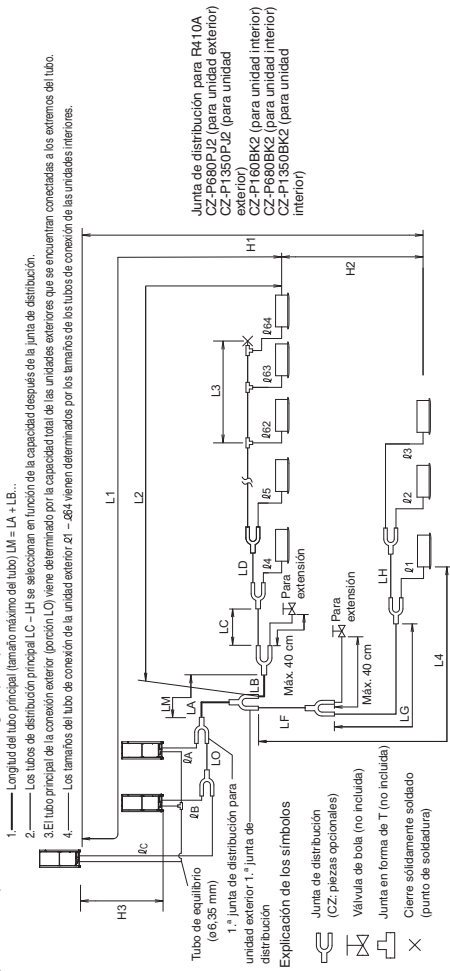 1. Longitud del tubo principal (tamaño máximo del tubo) LM = LA + LB...
2. Los tubos de distribución principal LC – LH se seleccionan en función de la capacidad después de la junta de distribución.
3.El tubo principal de la conexión exterior (porción LO) viene determinado por la capacidad total de las unidades exteriores que se encuentran conectadas a los extremos del tubo.
4. Los tamaños del tubo de conexión de la unidad exterior ℓ1 – ℓ64 vienen determinados por los tamaños de los tubos de conexión de las unidades interiores.
L1
H3
ℓC
L2
ℓB
ℓA
LO
LM
LA
LB
Tubo de equilibrio
(ø6,35 mm)
1.ª junta de distribución para
unidad exterior 1.ª junta de
distribución
LC
LD
L3
ℓ4
ℓ5
ℓ62
ℓ63
ℓ64
Para
extensión
Máx. 40 cm
H1
H2
LF
Para
extensión
Máx. 40 cm
LG
LH
ℓ1
ℓ2
ℓ3
L4
Junta de distribución para R410A
CZ-P680PJ2 (para unidad exterior)
CZ-P1350PJ2 (para unidad
exterior)
CZ-P160BK2 (para unidad interior)
CZ-P680BK2 (para unidad interior)
CZ-P1350BK2 (para unidad
interior)
Explicación de los símbolos
Junta de distribución
(CZ: piezas opcionales)
Válvula de bola (no incluida)
Junta en forma de T (no incluida)
Cierre sólidamente soldado
(punto de soldadura)